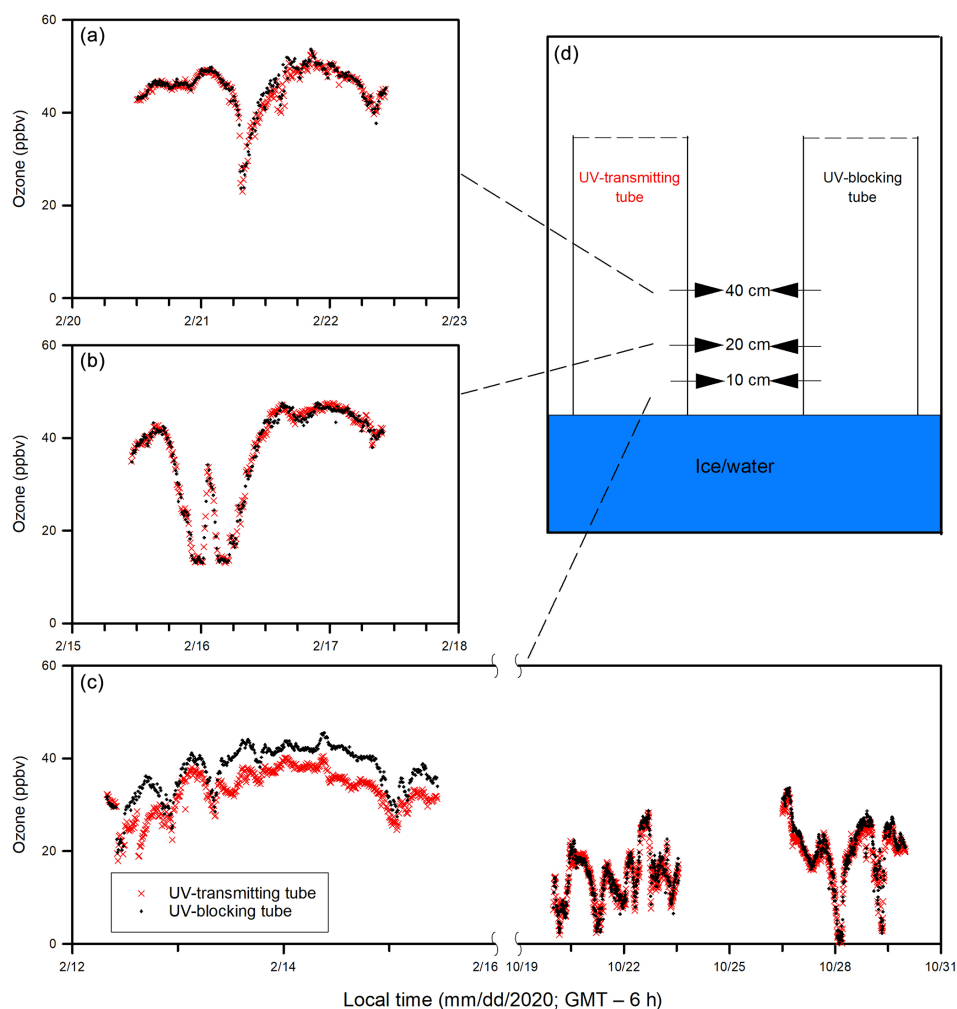 (a)
60
40
20
0
Ozone (ppbv)
2/20
2/21
2/22
2/23
(b)
60
40
20
0
Ozone (ppbv)
2/15
2/16
2/17
2/18
(d)
UV-transmitting
tube
UV-blocking
tube
40 cm
20 cm
10 cm
Ice/water
(c)
60
40
20
0
Ozone (ppbv)
UV-transmitting tube
UV-blocking tube
2/12
2/14
2/16
10/19
10/22
10/25
10/28
10/31
Local time (mm/dd/2020; GMT – 6 h)